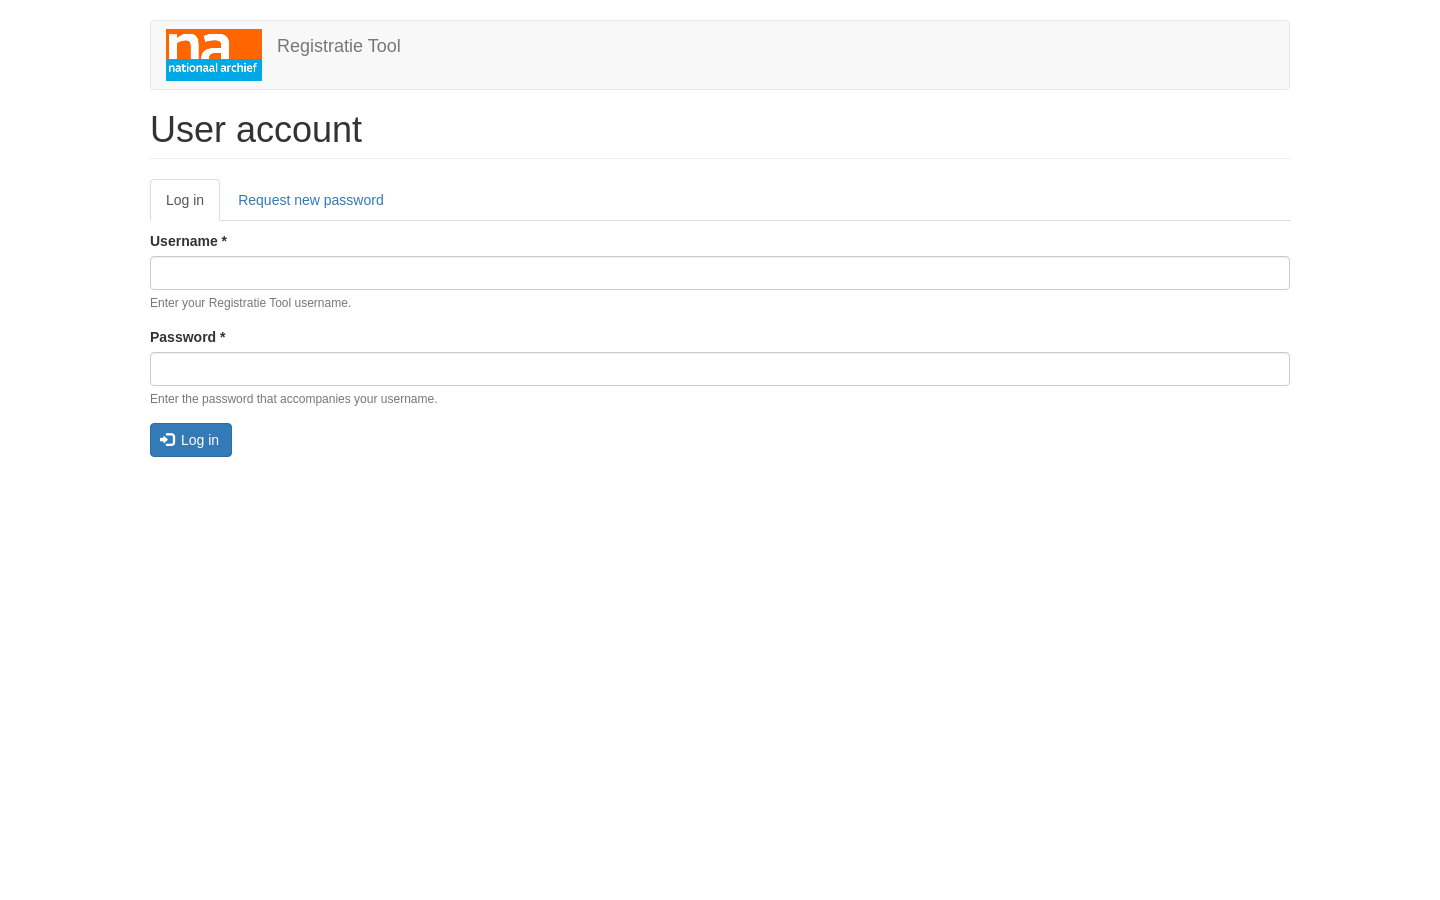 na
nationaal archief
Registratie Tool
User account
Log in
Request new password
Username *
Enter your Registratie Tool username.
Password *
Enter the password that accompanies your username.
Log in